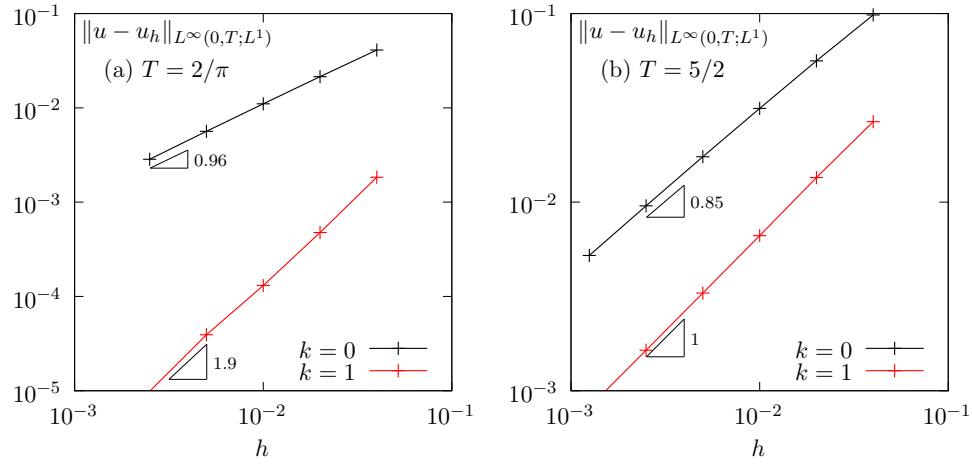 10^{-1}
10^{-2}
10^{-3}
10^{-4}
10^{-5}
‖u − u_h‖_{L^∞(0,T;L^1)}
(a) T = 2/π
0.96
1.9
k = 0
k = 1
10^{-3}
10^{-2}
10^{-1}
h
10^{-1}
10^{-2}
10^{-3}
‖u − u_h‖_{L^∞(0,T;L^1)}
(b) T = 5/2
0.85
1
k = 0
k = 1
10^{-3}
10^{-2}
10^{-1}
h